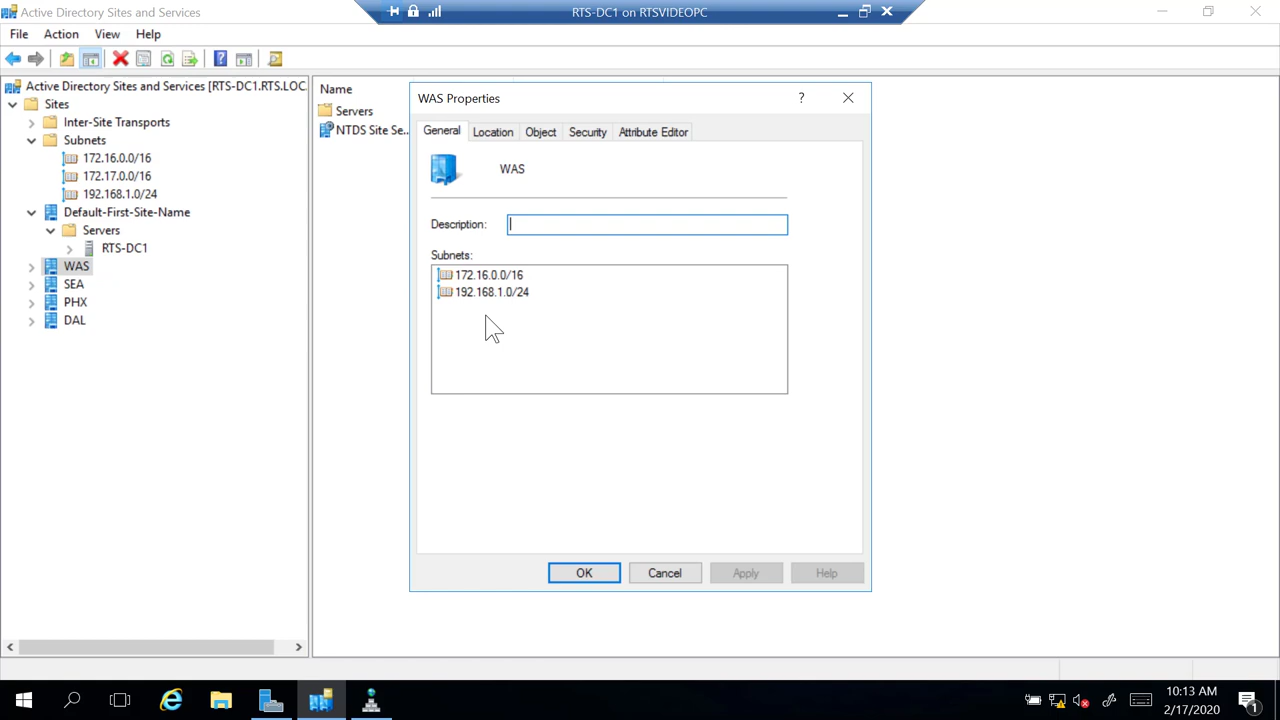 Active Directory Sites and Services
RTS-DC1 on RTSVIDEOPC
File Action View Help
Active Directory Sites and Services [RTS-DC1.RTS.LOC
Sites
Inter-Site Transports
Subnets
172.16.0.0/16
172.17.0.0/16
192.168.1.0/24
Default-First-Site-Name
Servers
RTS-DC1
WAS
SEA
PHX
DAL
Name
Servers
NTDS Site Se...
WAS Properties
?
General Location Object Security Attribute Editor
WAS
Description:
Subnets:
172.16.0.0/16
192.168.1.0/24
OK Cancel Apply Help
10:13 AM
2/17/2020
1